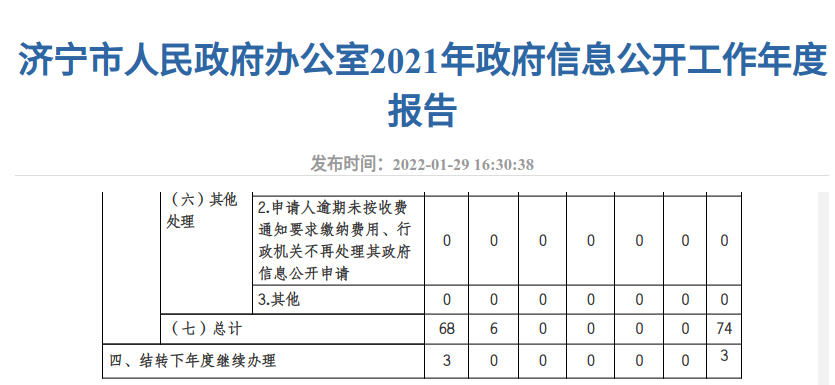 济宁市人民政府办公室2021年政府信息公开工作年度
报告
发布时间：2022-01-29 16:30:38
（六）其他
处理
2.申请人逾期未按收费
通知要求缴纳费用、行
政机关不再处理其政府
信息公开申请
0 0 0 0 0 0 0
3.其他 0 0 0 0 0 0 0
（七）总计 68 6 0 0 0 0 74
四、结转下年度继续办理 3 0 0 0 0 0 3